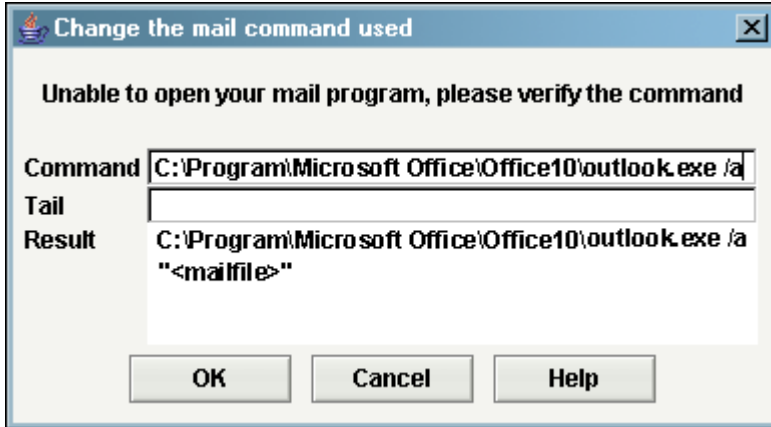 Change the mail command used
Unable to open your mail program, please verify the command
Command C:\Program\Microsoft Office\Office10\outlook.exe /a
Tail
Result C:\Program\Microsoft Office\Office10\outlook.exe /a
"<mailfile>"
OK Cancel Help